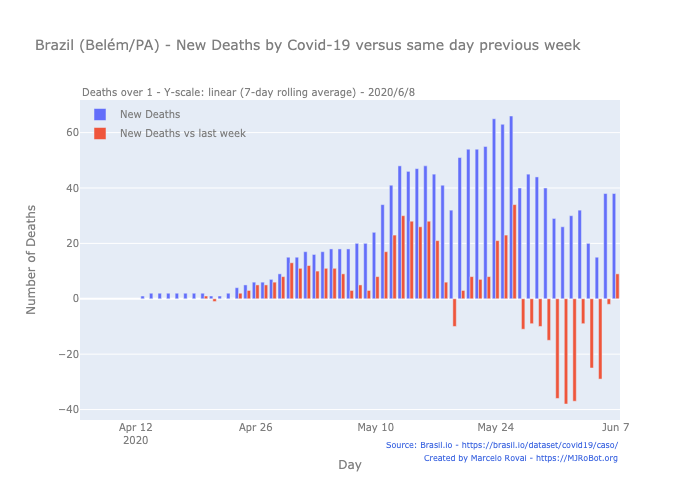 Brazil (Belém/PA) - New Deaths by Covid-19 versus same day previous week
Deaths over 1 - Y-scale: linear (7-day rolling average) - 2020/6/8
New Deaths
New Deaths vs last week
60
40
20
0
−20
−40
Number of Deaths
Apr 12
2020
Apr 26
May 10
May 24
Jun 7
Day
Source: Brasil.io - https://brasil.io/dataset/covid19/caso/
Created by Marcelo Rovai - https://MJRoBot.org